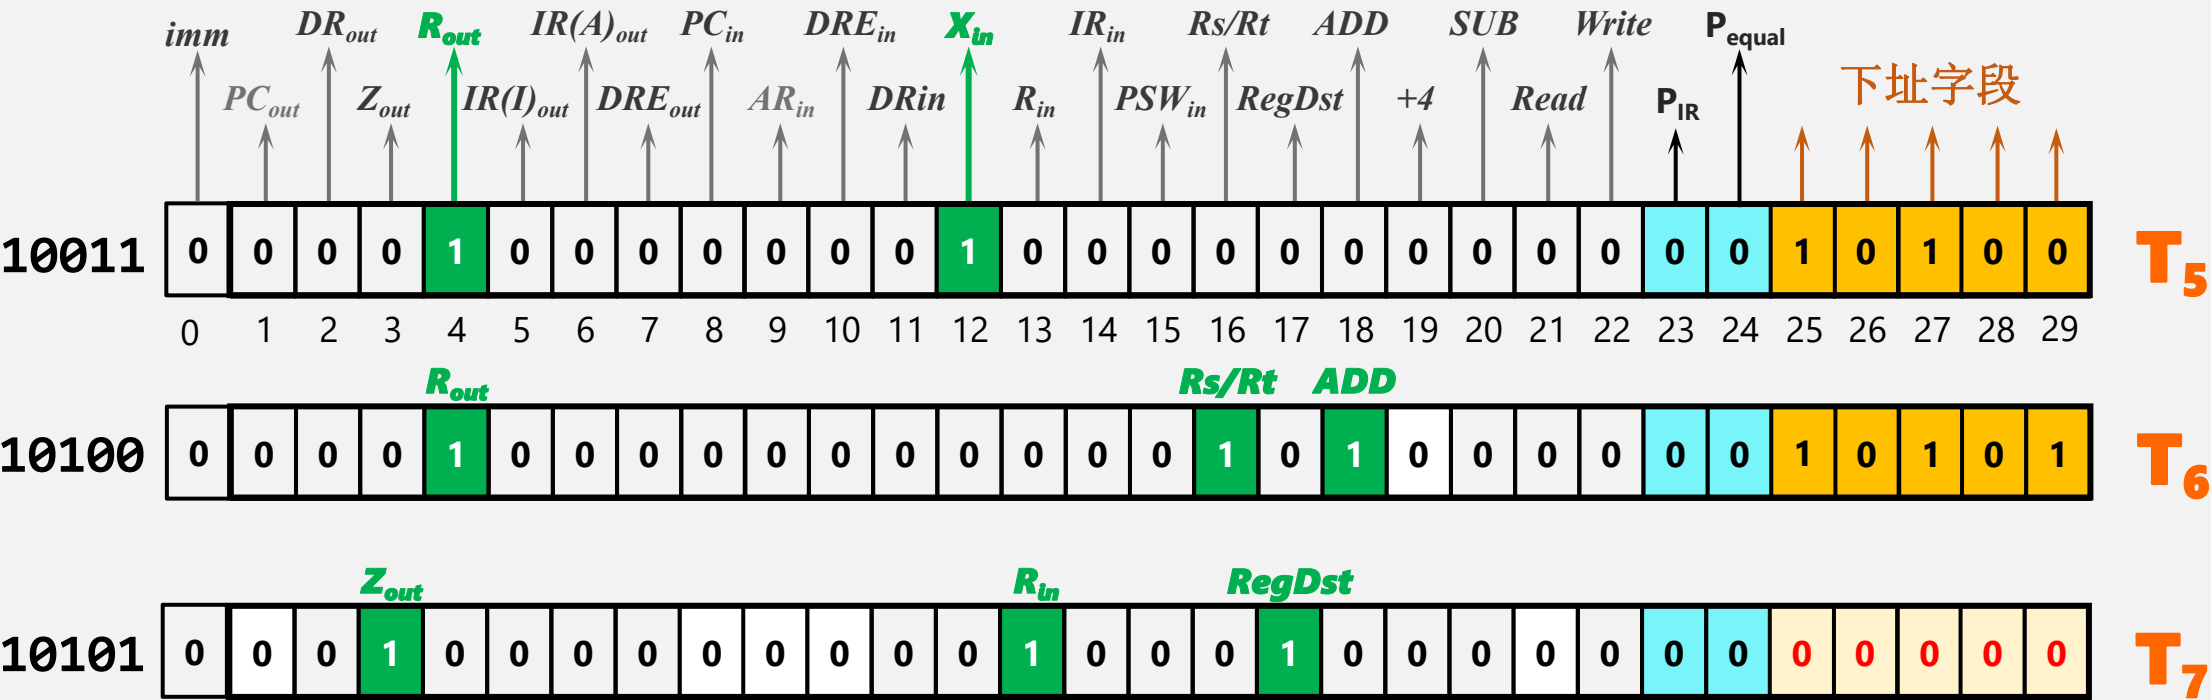 imm DRout Rout IR(A)out PCin DREin Xin IRin Rs/Rt ADD SUB Write Pequal
PCout Zout IR(I)out DREout ARin DRin Rin PSWin RegDst +4 Read PIR 下址字段
10011 0 0 0 0 1 0 0 0 0 0 0 0 1 0 0 0 0 0 0 0 0 0 0 0 0 1 0 1 0 0 T5
0 1 2 3 4 5 6 7 8 9 10 11 12 13 14 15 16 17 18 19 20 21 22 23 24 25 26 27 28 29
Rout Rs/Rt ADD
10100 0 0 0 0 1 0 0 0 0 0 0 0 0 0 0 0 1 0 1 0 0 0 0 0 0 1 0 1 0 1 T6
Zout Rin RegDst
10101 0 0 0 1 0 0 0 0 0 0 0 0 0 1 0 0 0 1 0 0 0 0 0 0 0 0 0 0 0 0 T7